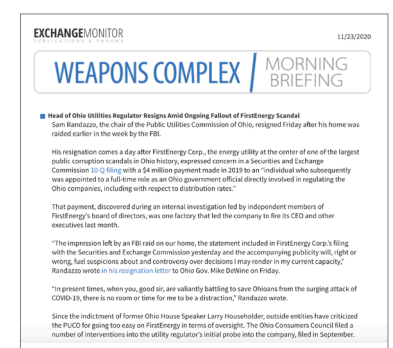 EXCHANGEMONITOR
PUBLICATIONS & FORUMS
11/23/2020
WEAPONS COMPLEX
MORNING
BRIEFING
Head of Ohio Utilities Regulator Resigns Amid Ongoing Fallout of FirstEnergy Scandal
Sam Randazzo, the chair of the Public Utilities Commission of Ohio, resigned Friday after his home was
raided earlier in the week by the FBI.
His resignation comes a day after FirstEnergy Corp., the energy utility at the center of one of the largest
public corruption scandals in Ohio history, expressed concern in a Securities and Exchange
Commission 10-Q filing with a $4 million payment made in 2019 to an “individual who subsequently
was appointed to a full-time role as an Ohio government official directly involved in regulating the
Ohio companies, including with respect to distribution rates.”
That payment, discovered during an internal investigation led by independent members of
FirstEnergy’s board of directors, was one factor that led the company to fire its CEO and other
executives last month.
“The impression left by an FBI raid on our home, the statement included in FirstEnergy Corp.’s filing
with the Securities and Exchange Commission yesterday and the accompanying publicity will, right or
wrong, fuel suspicions about and controversy over decisions I may render in my current capacity,”
Randazzo wrote in his resignation letter to Ohio Gov. Mike DeWine on Friday.
“In present times, when you, good sir, are valiantly battling to save Ohioans from the surging attack of
COVID-19, there is no room or time for me to be a distraction,” Randazzo wrote.
Since the indictment of former Ohio House Speaker Larry Householder, outside entities have criticized
the PUCO for going too easy on FirstEnergy in terms of oversight. The Ohio Consumers Council filed a
number of interventions into the utility regulator’s initial probe into the company, filed in September.